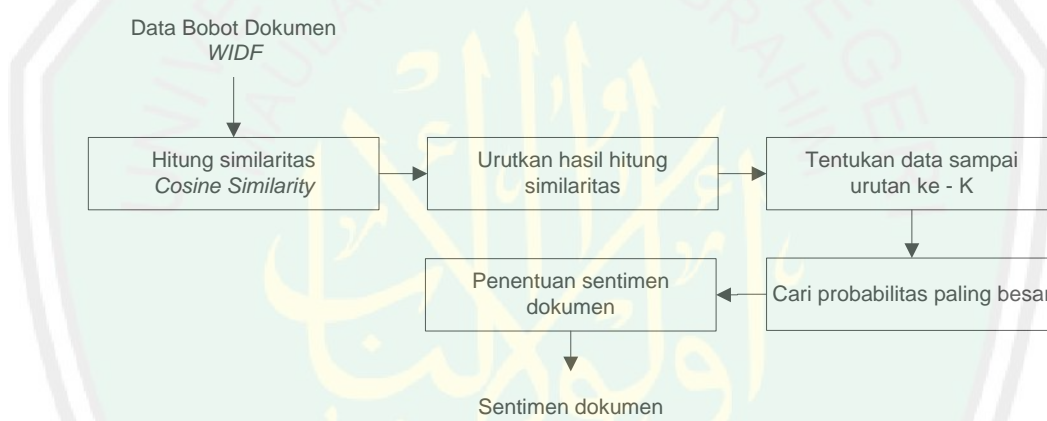 Data Bobot Dokumen
WIDF
Hitung similaritas
Cosine Similarity
Urutkan hasil hitung
similaritas
Tentukan data sampai
urutan ke - K
Cari probabilitas paling besar
Penentuan sentimen
dokumen
Sentimen dokumen